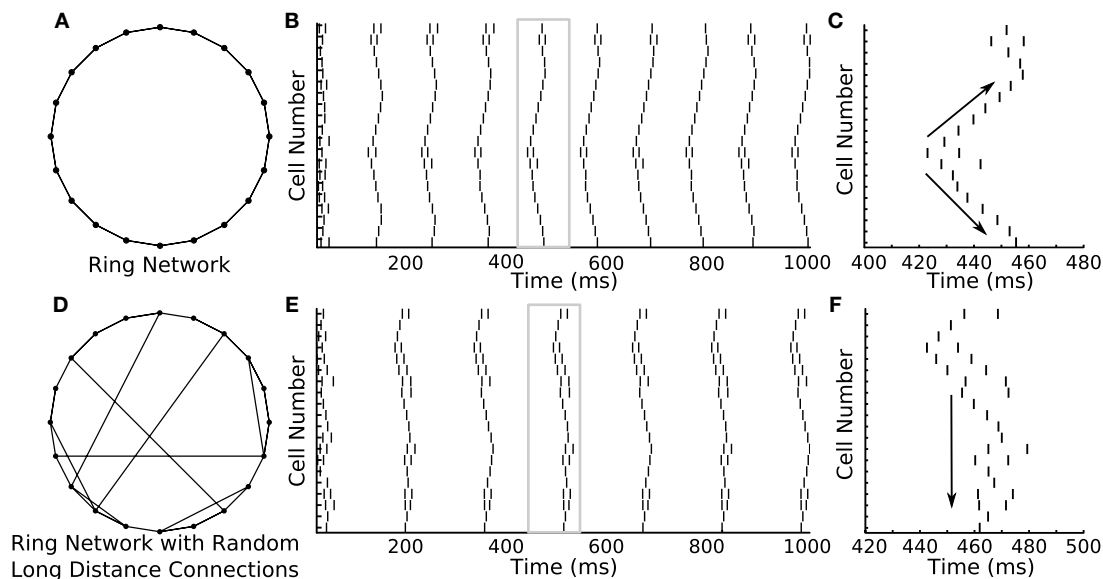 A
B
C
Cell Number
Cell Number
Ring Network
200 400 600 800 1000
Time (ms)
400 420 440 460 480
Time (ms)
D
E
F
Cell Number
Cell Number
Ring Network with Random
Long Distance Connections
200 400 600 800 1000
Time (ms)
420 440 460 480 500
Time (ms)